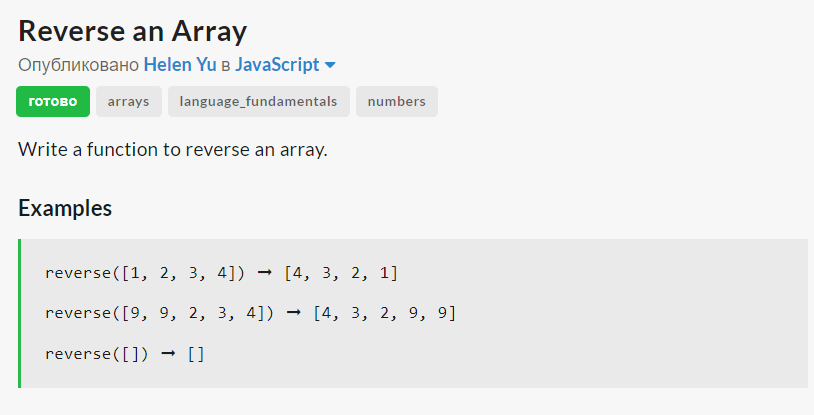 Reverse an Array
Опубликовано Helen Yu в JavaScript
готово arrays language_fundamentals numbers
Write a function to reverse an array.
Examples
reverse([1, 2, 3, 4]) ➞ [4, 3, 2, 1]
reverse([9, 9, 2, 3, 4]) ➞ [4, 3, 2, 9, 9]
reverse([]) ➞ []